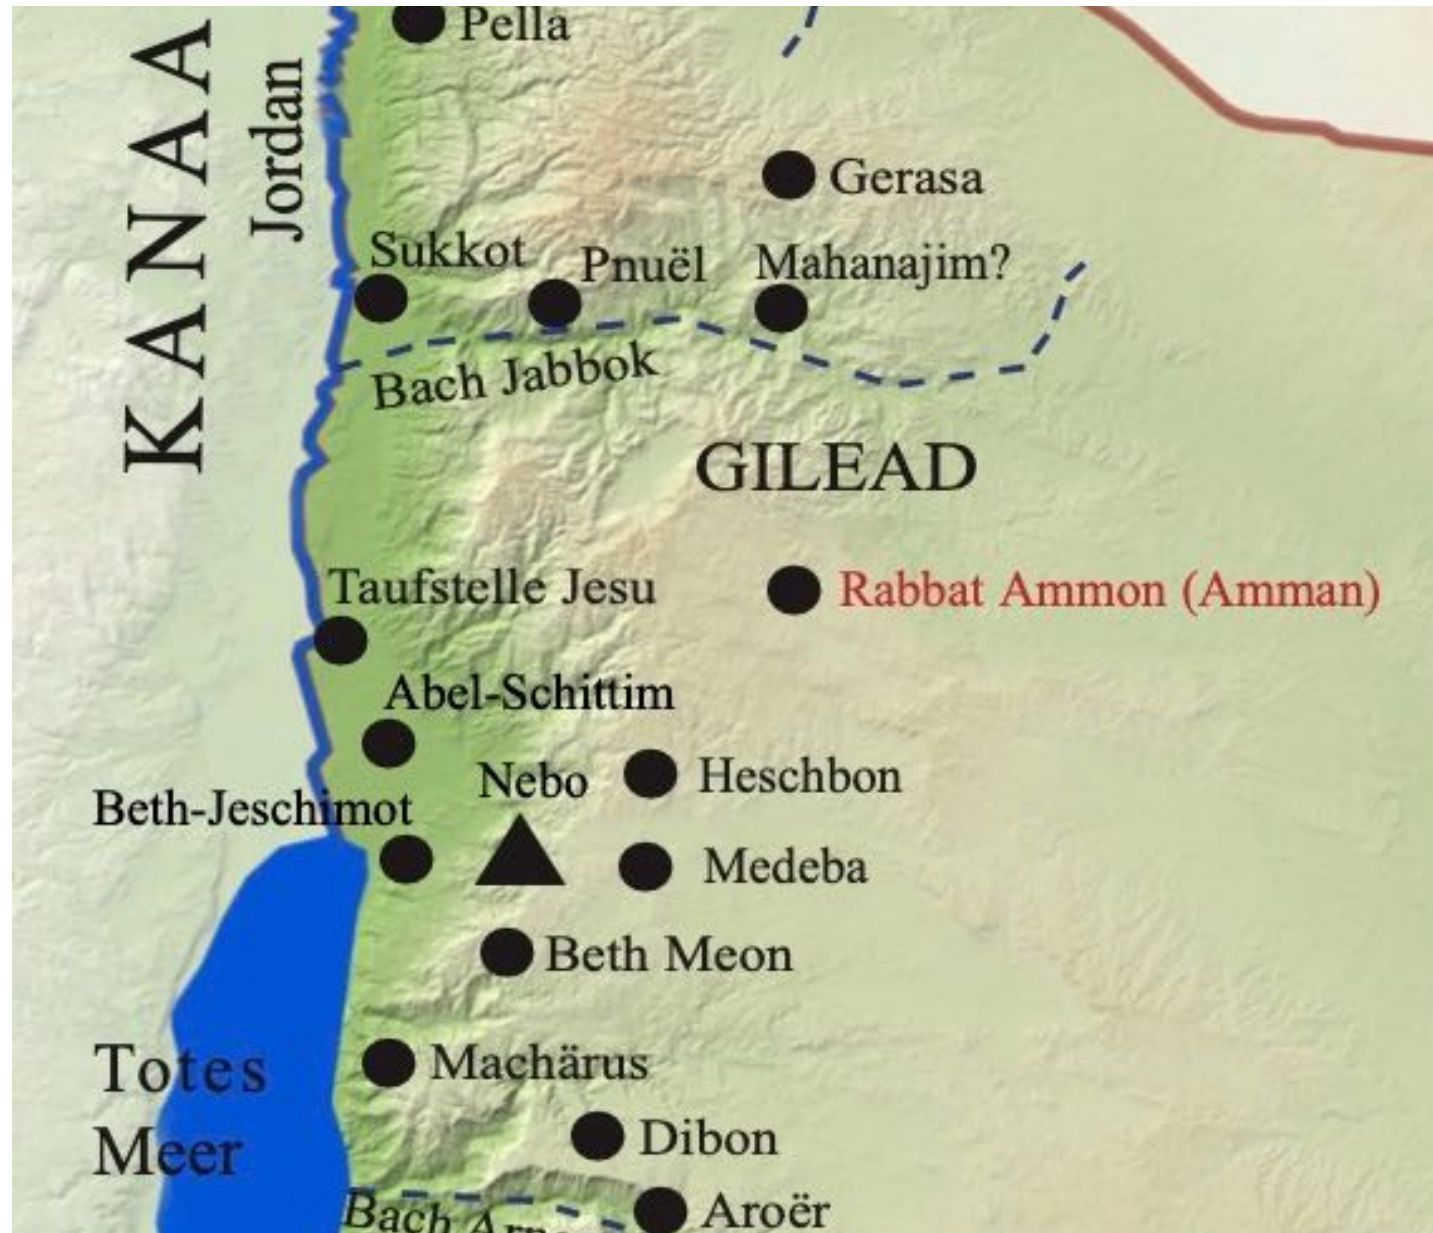 Pella
KANAA
Jordan
Gerasa
Sukkot
Pnuël
Mahanajim?
Bach Jabbok
GILEAD
Taufstelle Jesu
Rabbat Ammon (Amman)
Abel-Schittim
Nebo
Heschbon
Beth-Jeschimot
Medeba
Beth Meon
Totes
Meer
Machärus
Dibon
Bach
Aroër